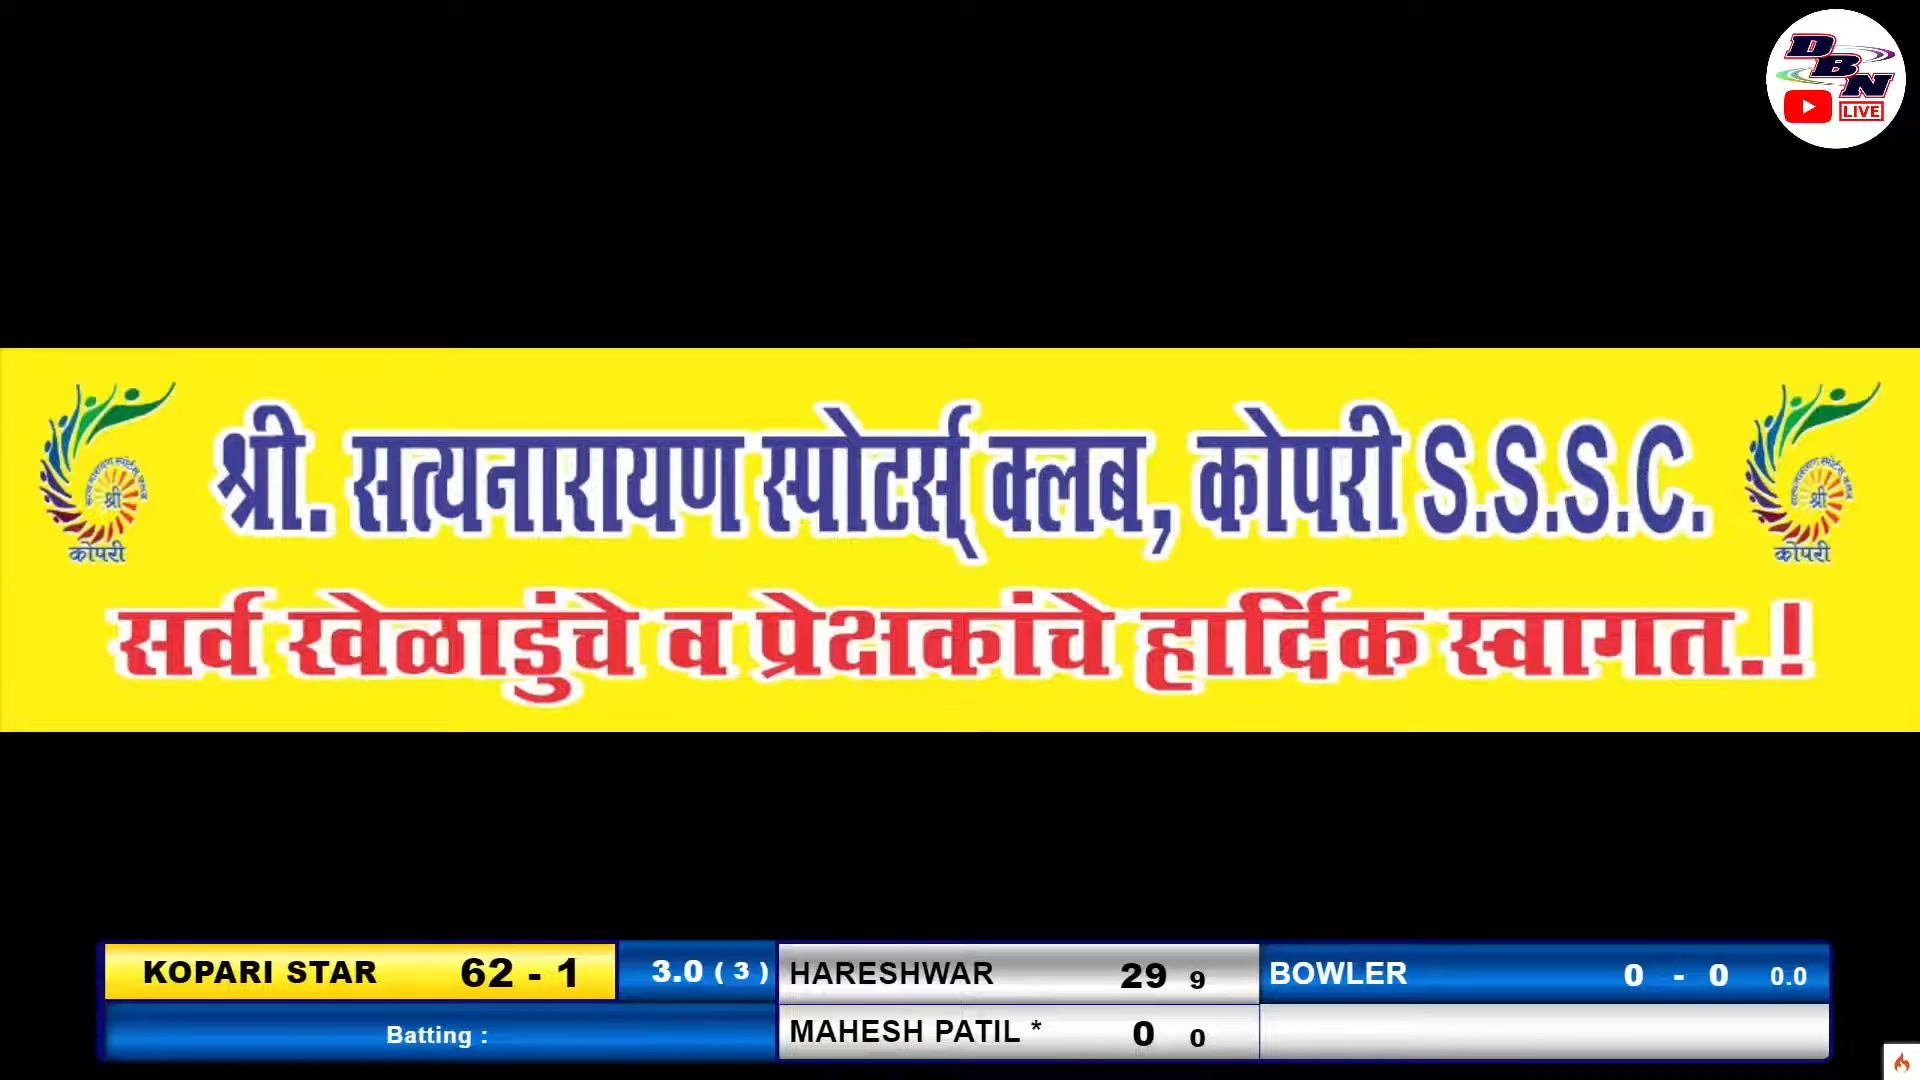 DBN
LIVE
श्री. सत्यनारायण स्पोटर्स् क्लब, कोपरी S.S.S.C.
श्री
कोपरी
श्री
कोपरी
सर्व खेळाडुंचे व प्रेक्षकांचे हार्दिक स्वागत.!
KOPARI STAR 62 - 1 3.0 ( 3 ) HARESHWAR 29 9 BOWLER 0 - 0 0.0
Batting : MAHESH PATIL * 0 0